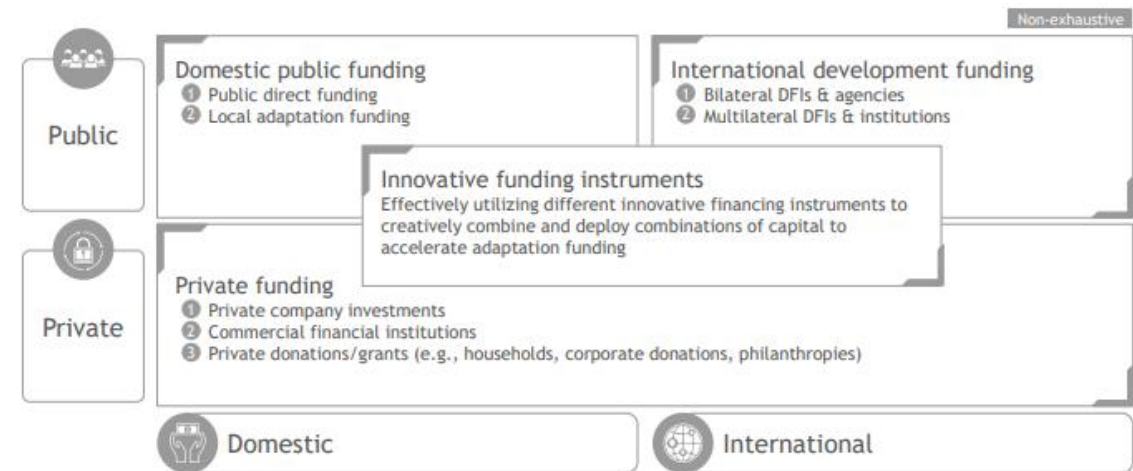 Non-exhaustive
Public
Domestic public funding
1 Public direct funding
2 Local adaptation funding
International development funding
1 Bilateral DFIs & agencies
2 Multilateral DFIs & institutions
Innovative funding instruments
Effectively utilizing different innovative financing instruments to
creatively combine and deploy combinations of capital to
accelerate adaptation funding
Private
Private funding
1 Private company investments
2 Commercial financial institutions
3 Private donations/grants (e.g., households, corporate donations, philanthropies)
Domestic
International